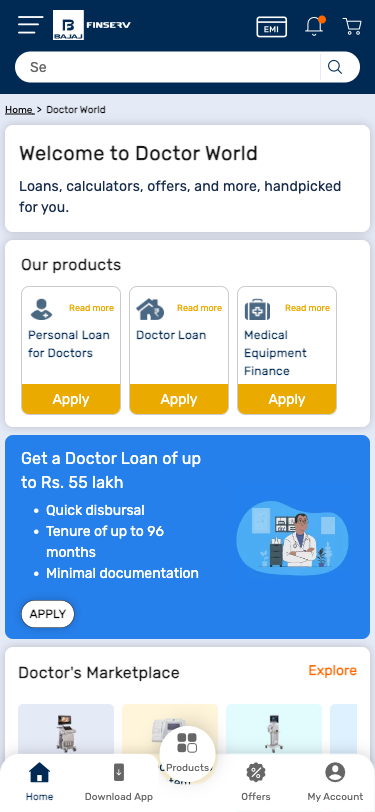 BAJAJ
FINSERV
EMI
Se
Home > Doctor World
Welcome to Doctor World
Loans, calculators, offers, and more, handpicked
for you.
Our products
Read more
Personal Loan
for Doctors
Apply
Read more
Doctor Loan
Apply
Read more
Medical
Equipment
Finance
Apply
Get a Doctor Loan of up
to Rs. 55 lakh
• Quick disbursal
• Tenure of up to 96
months
• Minimal documentation
APPLY
Doctor's Marketplace
Explore
Home
Download App
Products
Offers
My Account